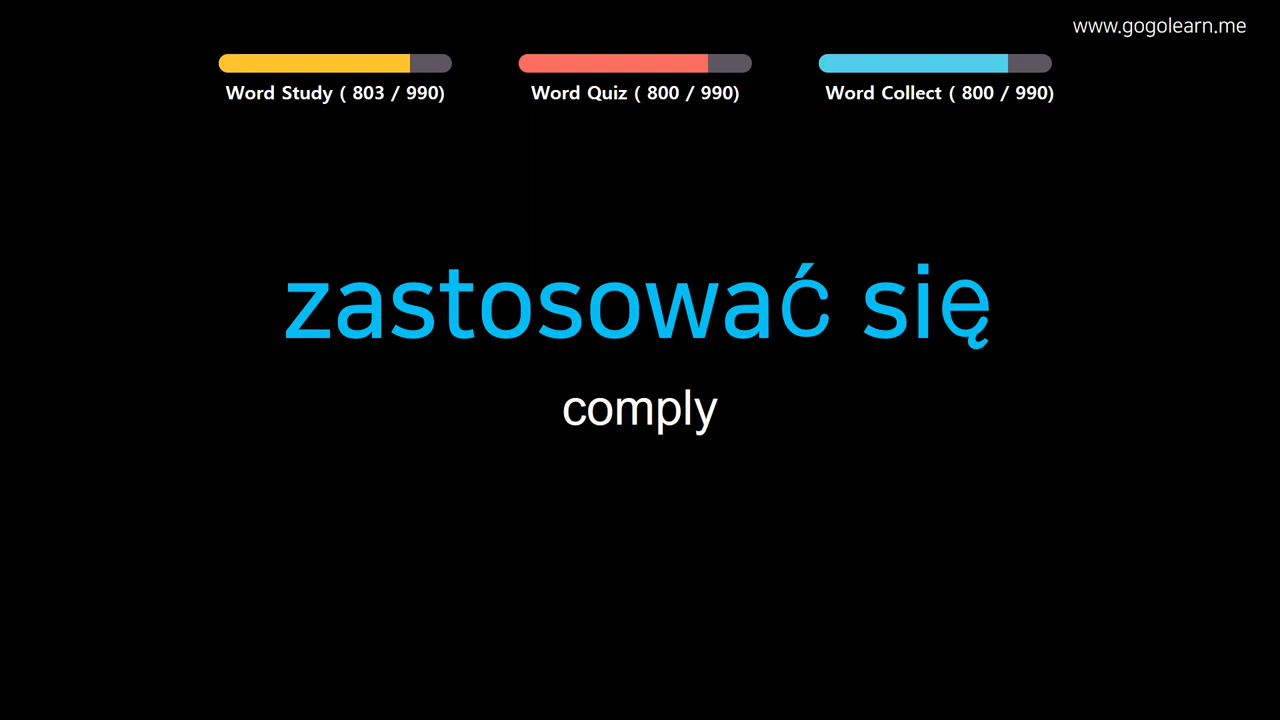 www.gogolearn.me
Word Study ( 803 / 990)
Word Quiz ( 800 / 990)
Word Collect ( 800 / 990)
zastosować się
comply